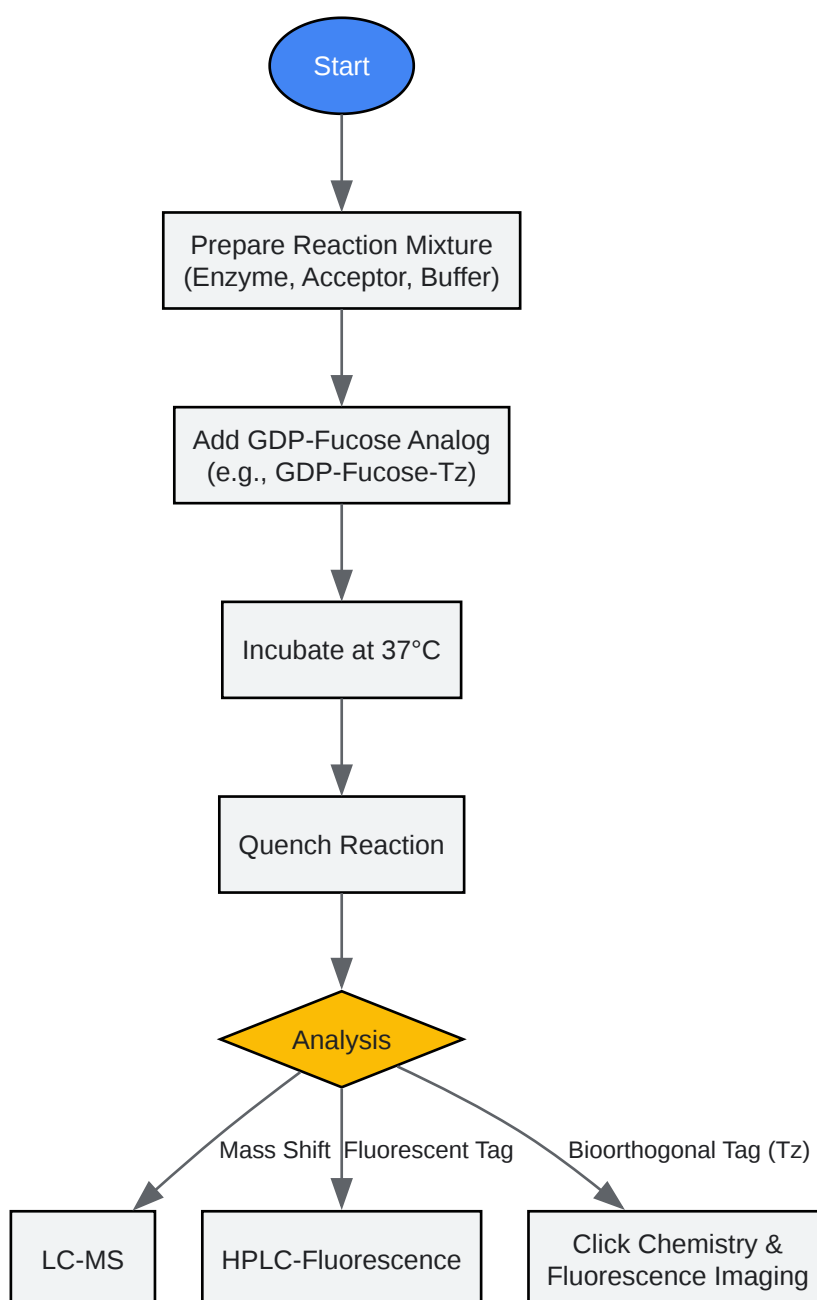 Start
Prepare Reaction Mixture
(Enzyme, Acceptor, Buffer)
Add GDP-Fucose Analog
(e.g., GDP-Fucose-Tz)
Incubate at 37°C
Quench Reaction
Analysis
Mass Shift
Fluorescent Tag
Bioorthogonal Tag (Tz)
LC-MS
HPLC-Fluorescence
Click Chemistry &
Fluorescence Imaging